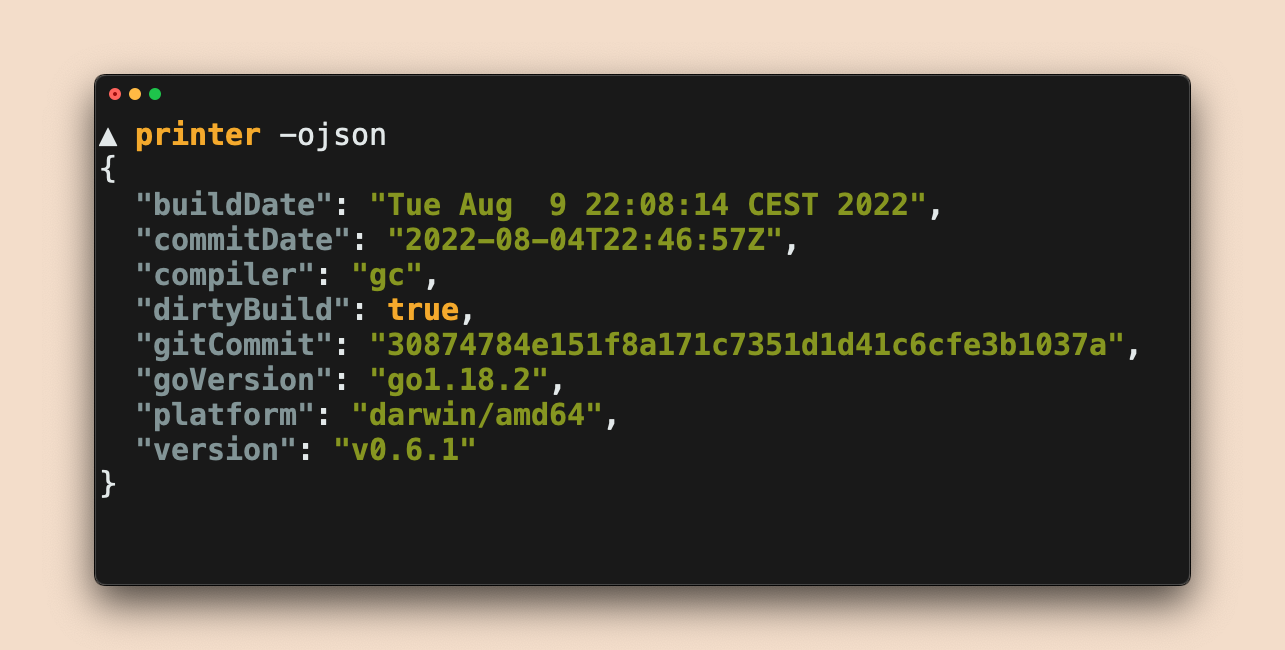 ▲ printer -ojson
{
  "buildDate": "Tue Aug  9 22:08:14 CEST 2022",
  "commitDate": "2022-08-04T22:46:57Z",
  "compiler": "gc",
  "dirtyBuild": true,
  "gitCommit": "30874784e151f8a171c7351d1d41c6cfe3b1037a",
  "goVersion": "go1.18.2",
  "platform": "darwin/amd64",
  "version": "v0.6.1"
}